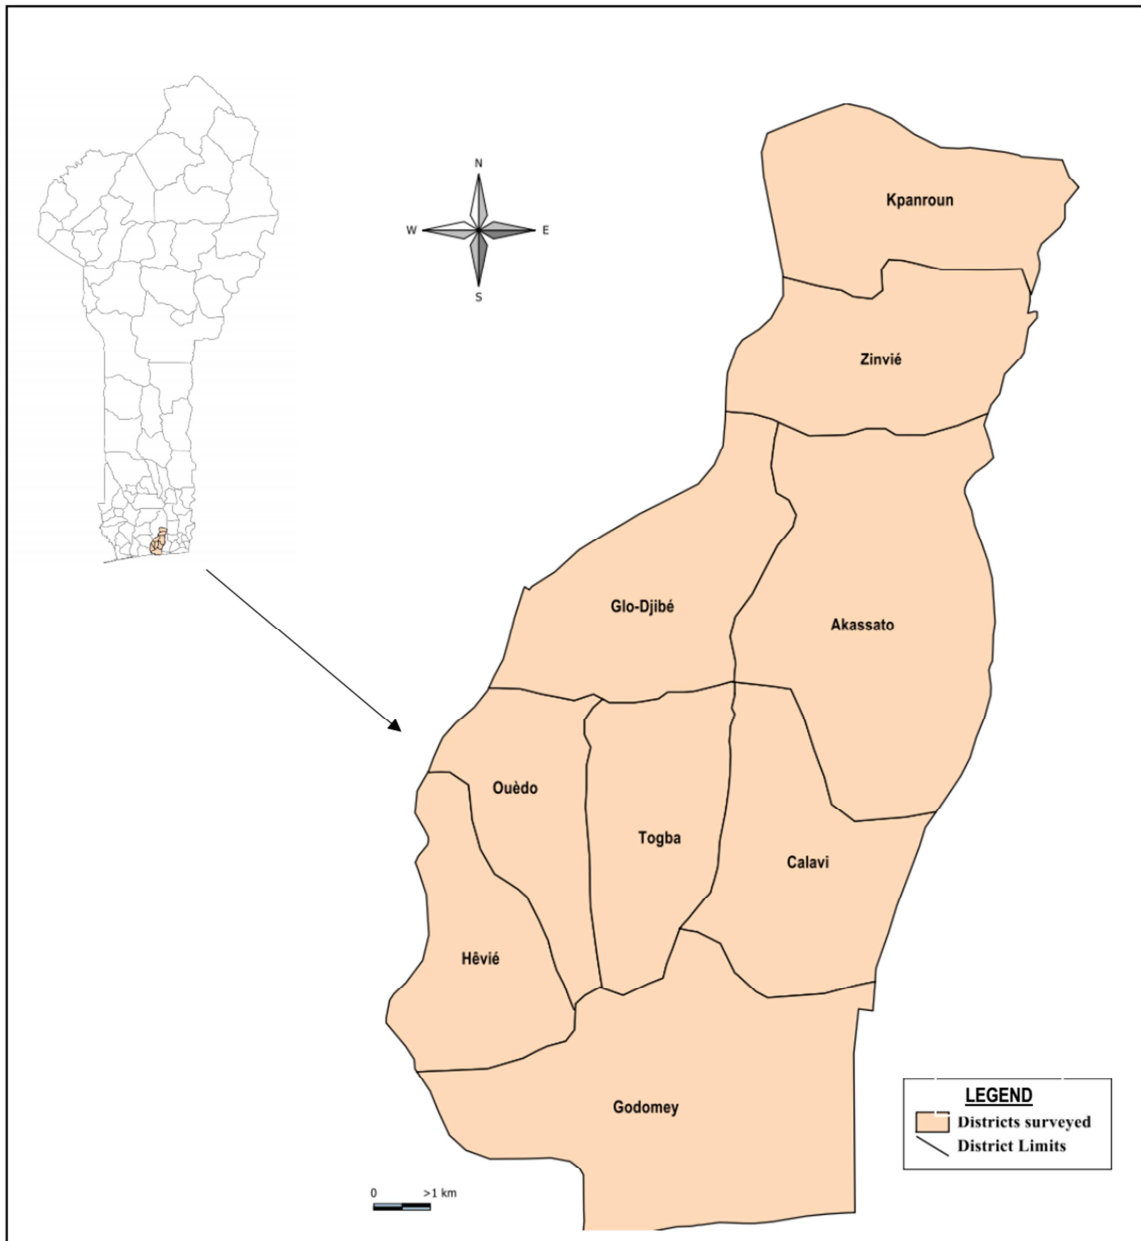 N
W E
S
Kpanroun
Zinvié
Glo-Djibé
Akassato
Ouèdo
Togba
Calavi
Hêvié
Godomey
LEGEND
Districts surveyed
District Limits
0 >1 km